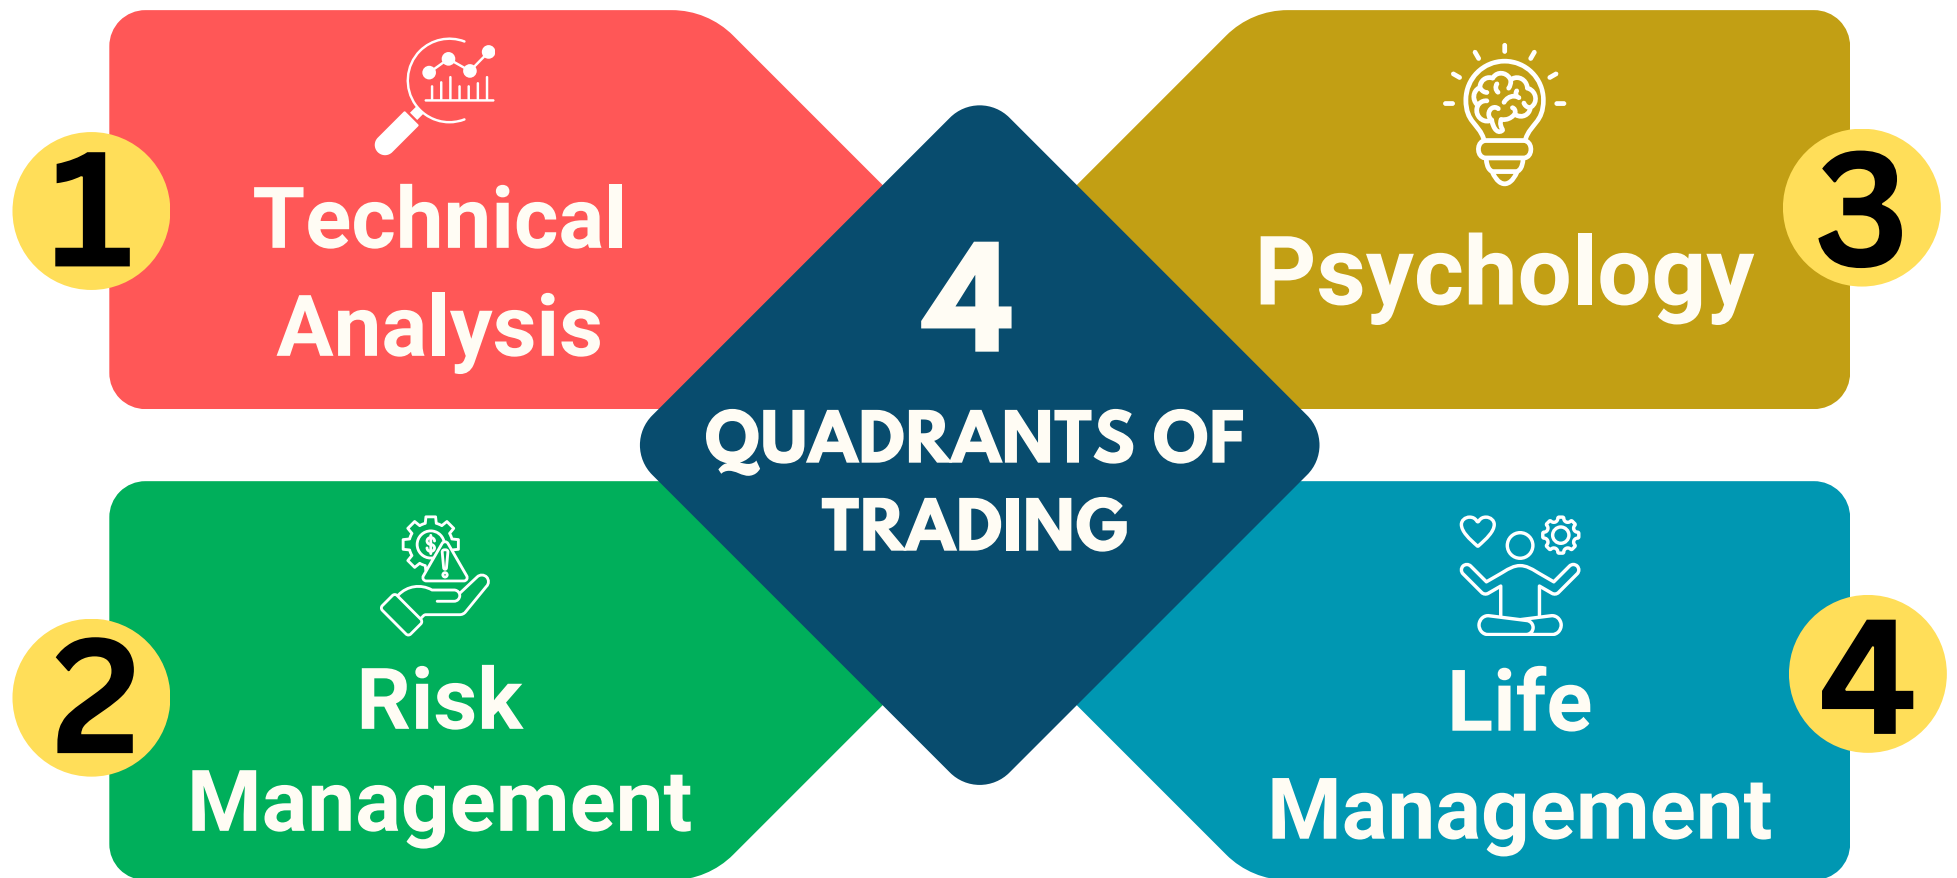 1
Technical
Analysis
2
Risk
Management
4
QUADRANTS OF
TRADING
3
Psychology
4
Life
Management